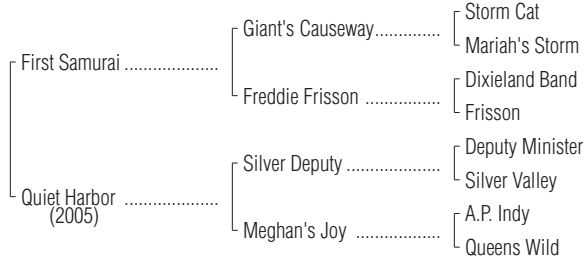 Storm Cat
Giant's Causeway..............
Mariah's Storm
First Samurai ....................
Dixieland Band
Freddie Frisson ................
Frisson
Deputy Minister
Silver Deputy ....................
Silver Valley
Quiet Harbor ....................
(2005)
A.P. Indy
Meghan's Joy ..................
Queens Wild